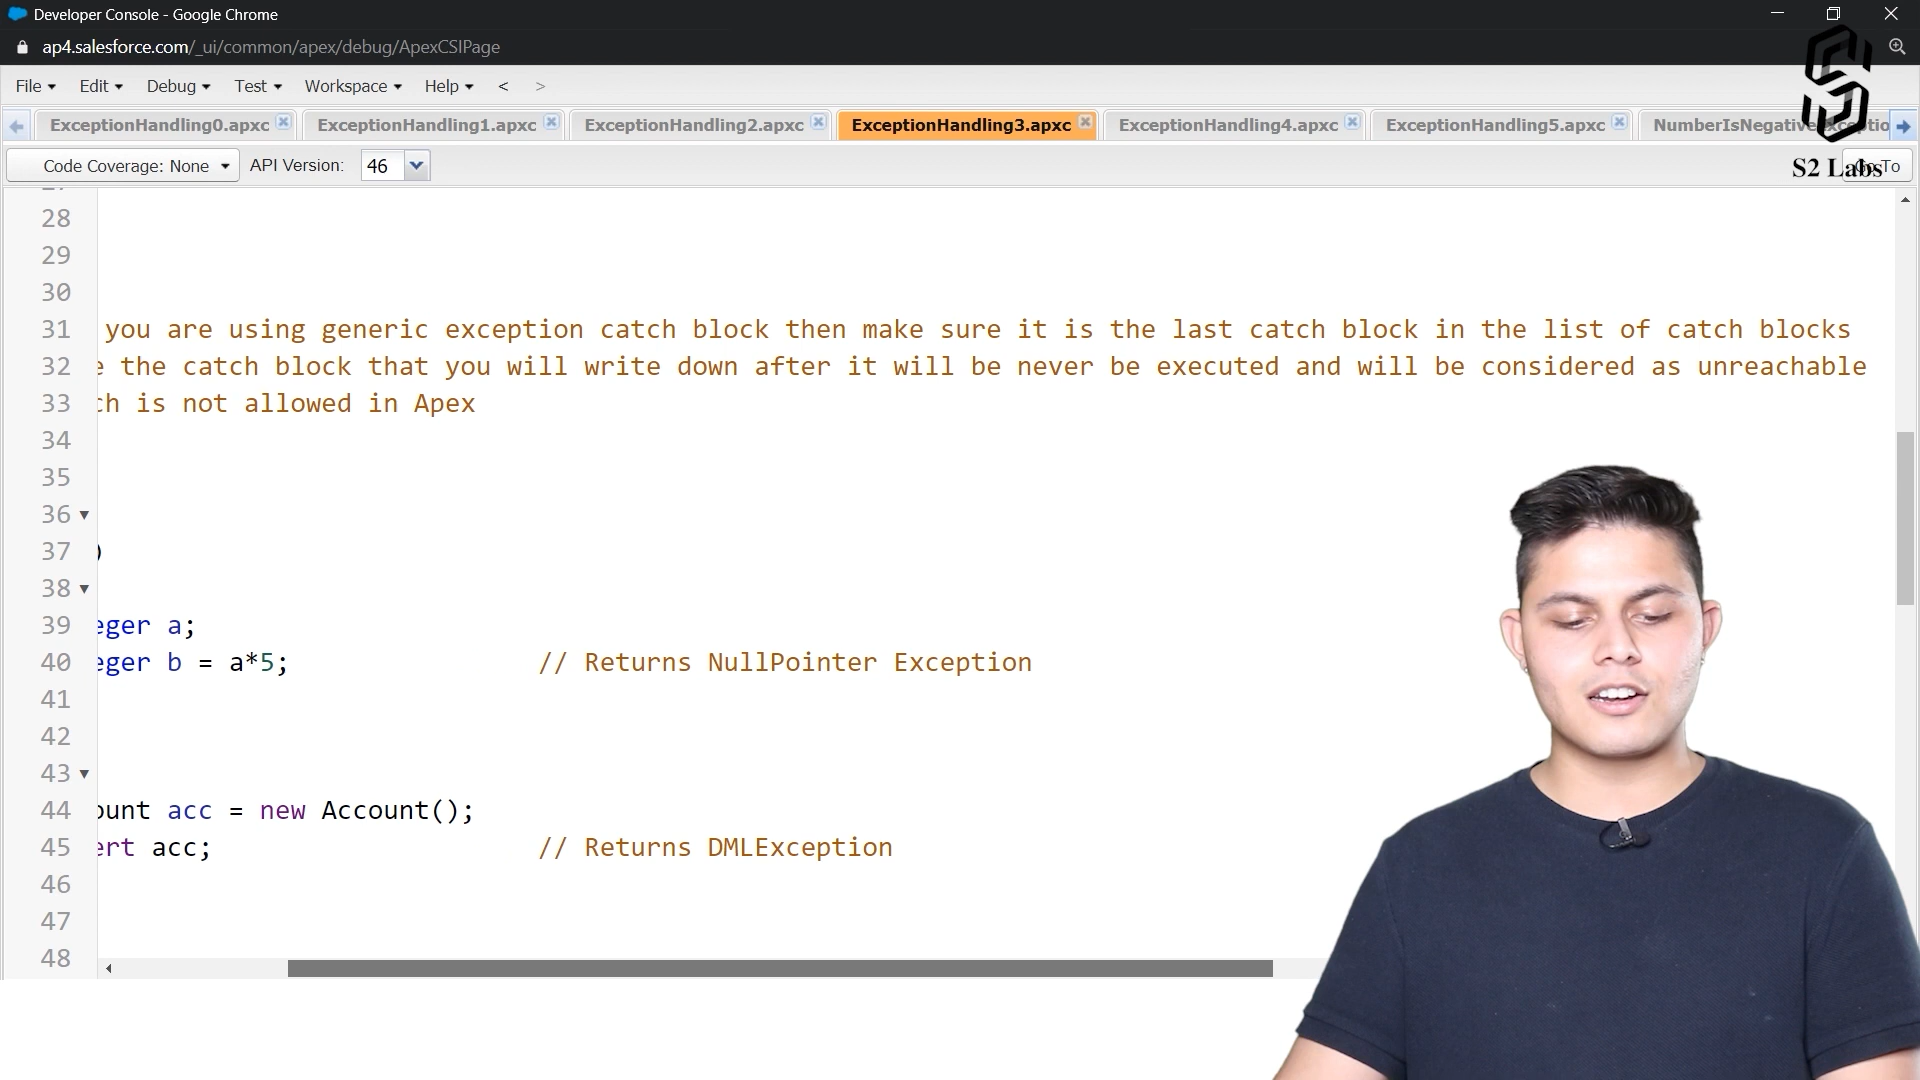 Developer Console - Google Chrome
ap4.salesforce.com/_ui/common/apex/debug/ApexCSIPage
File Edit Debug Test Workspace Help < >
ExceptionHandling0.apxc ExceptionHandling1.apxc ExceptionHandling2.apxc ExceptionHandling3.apxc ExceptionHandling4.apxc ExceptionHandling5.apxc
Code Coverage: None API Version: 46 To
S2 Labs
28
29
30
31 you are using generic exception catch block then make sure it is the last catch block in the list of catch blocks
32 e the catch block that you will write down after it will be never be executed and will be considered as unreachable
33 ch is not allowed in Apex
34
35
36
37 )
38
39 eger a;
40 eger b = a*5; // Returns NullPointer Exception
41
42
43
44 ount acc = new Account();
45 ert acc; // Returns DMLException
46
47
48